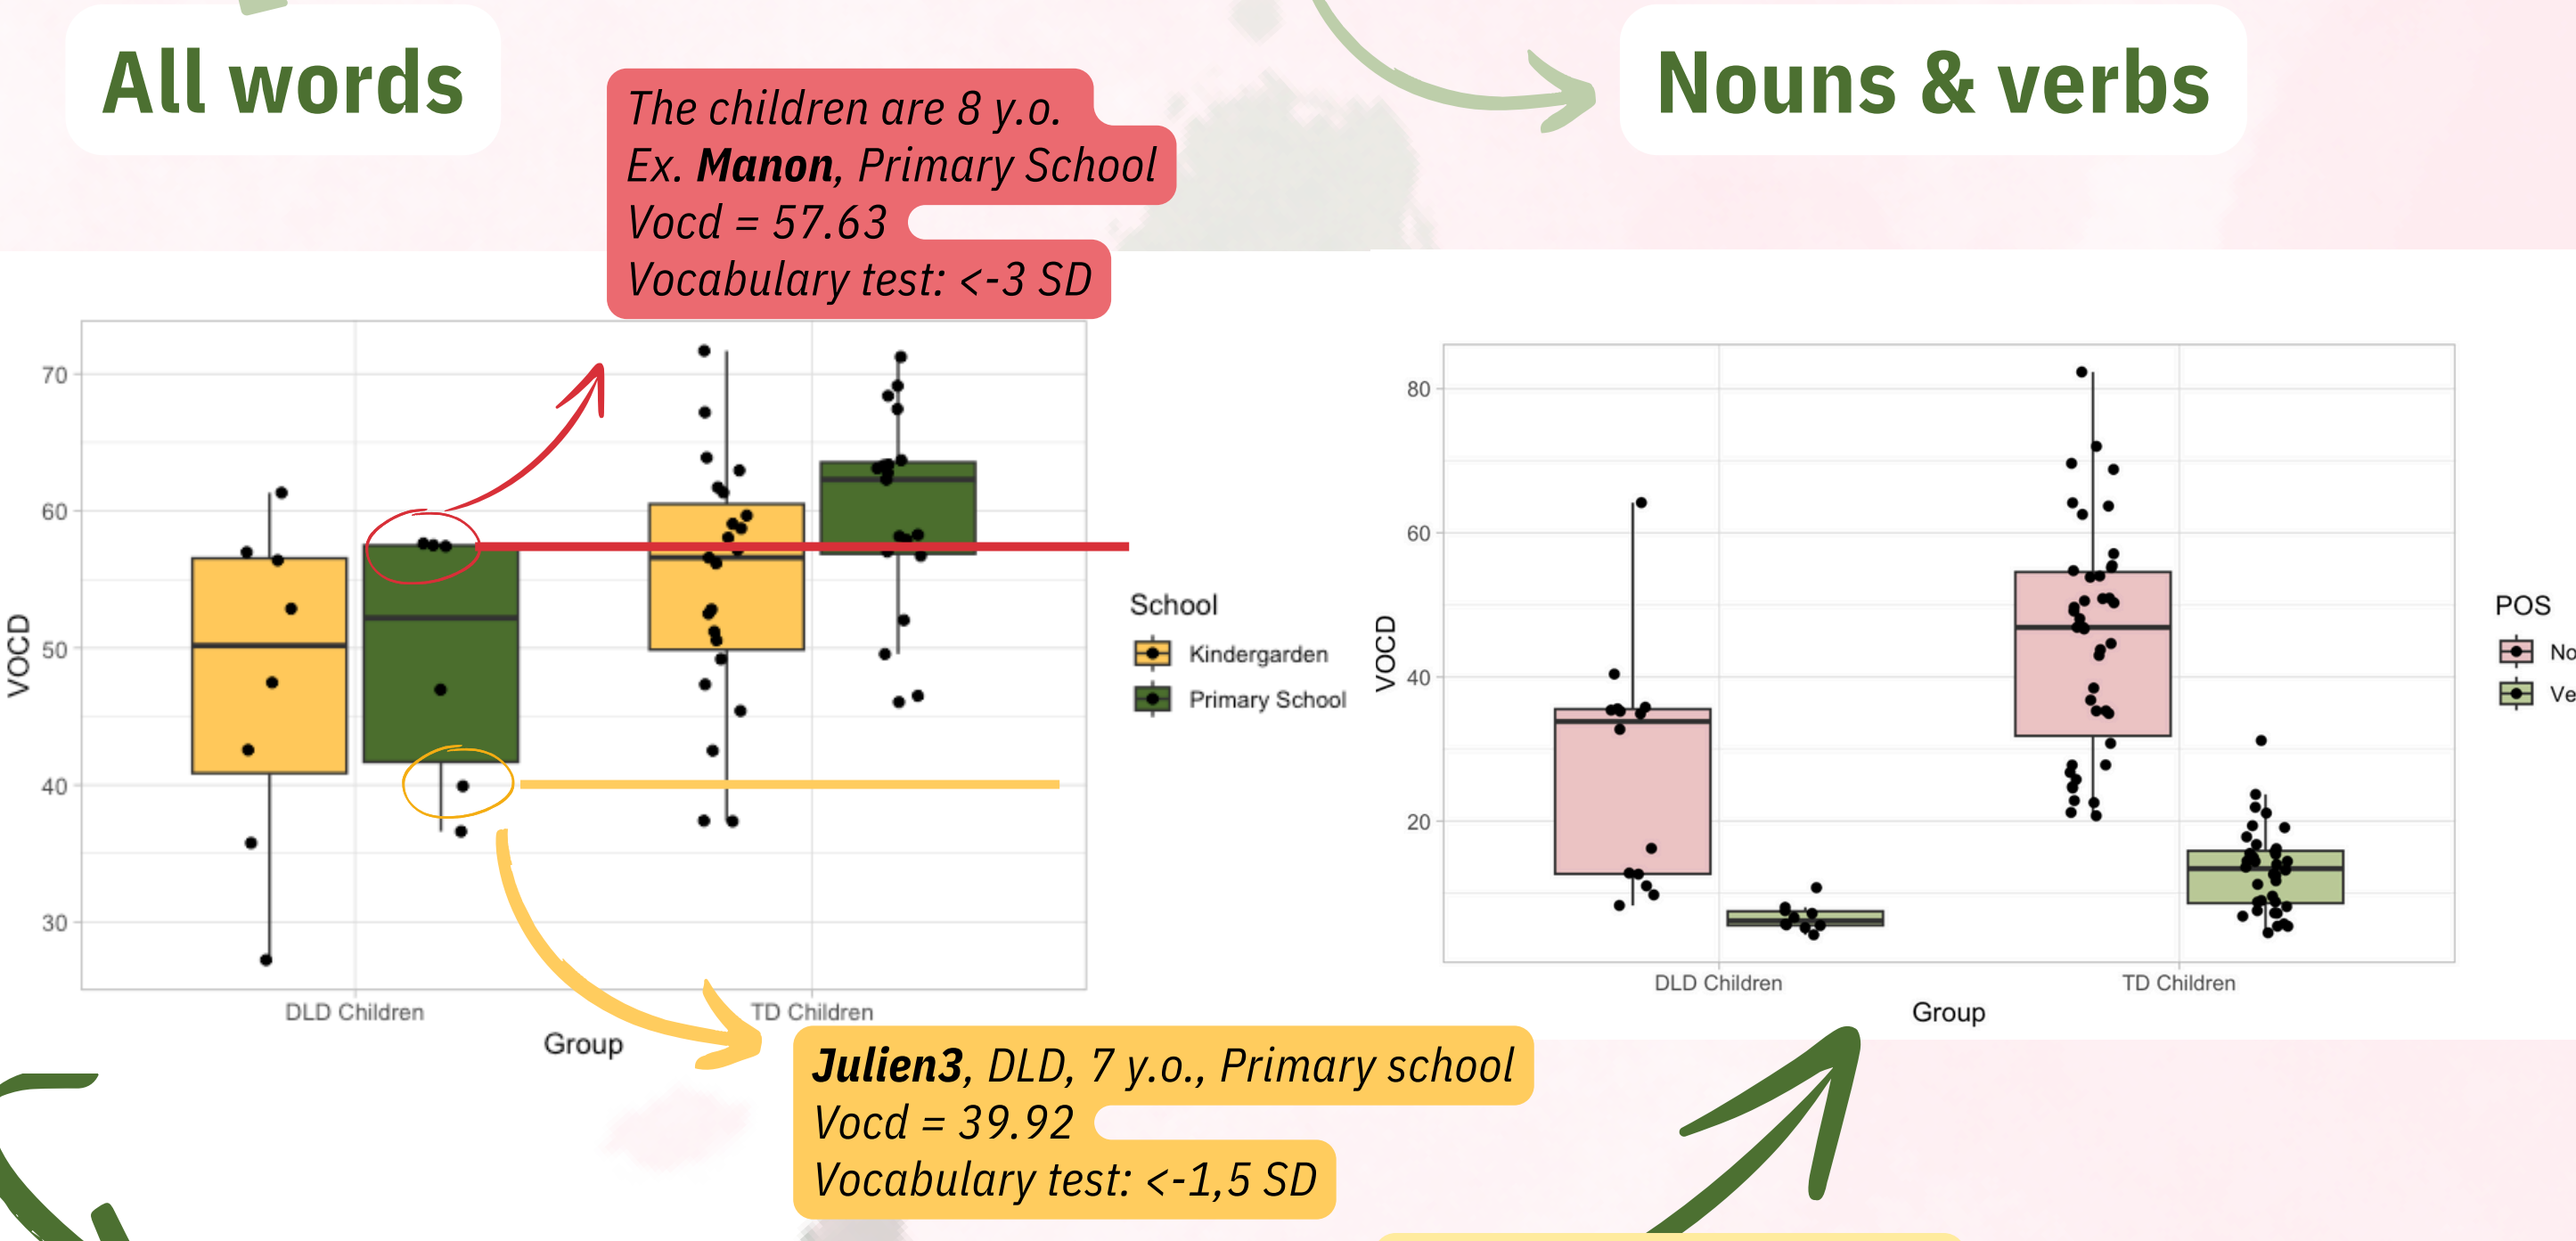 All words
Nouns & verbs
The children are 8 y.o.
Ex. Manon, Primary School
Vocd = 57.63
Vocabulary test: <-3 SD
VOCD
70
60
50
40
30
DLD Children
TD Children
Group
School
Kindergarden
Primary School
VOCD
80
60
40
20
DLD Children
TD Children
Group
POS
No
Ve
Julien3, DLD, 7 y.o., Primary school
Vocd = 39.92
Vocabulary test: <-1,5 SD